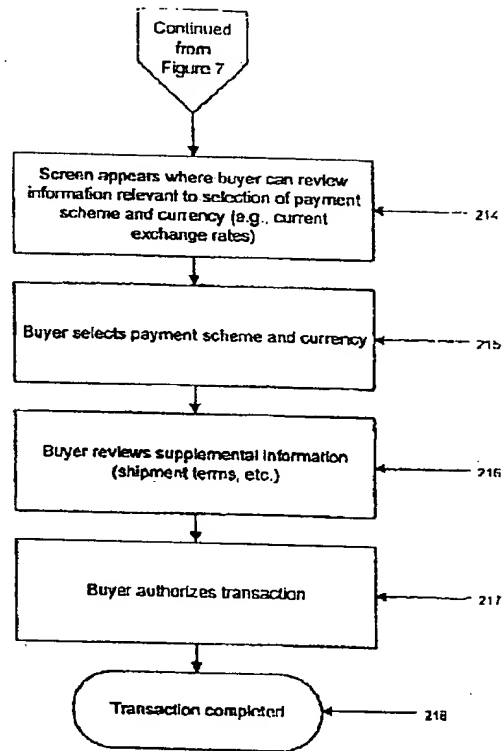 Continued
from
Figure 7
Screen appears where buyer can review
information relevant to selection of payment
scheme and currency (e.g., current
exchange rates)
214
Buyer selects payment scheme and currency
215
Buyer reviews supplemental information
(shipment terms, etc.)
216
Buyer authorizes transaction
217
Transaction completed
218